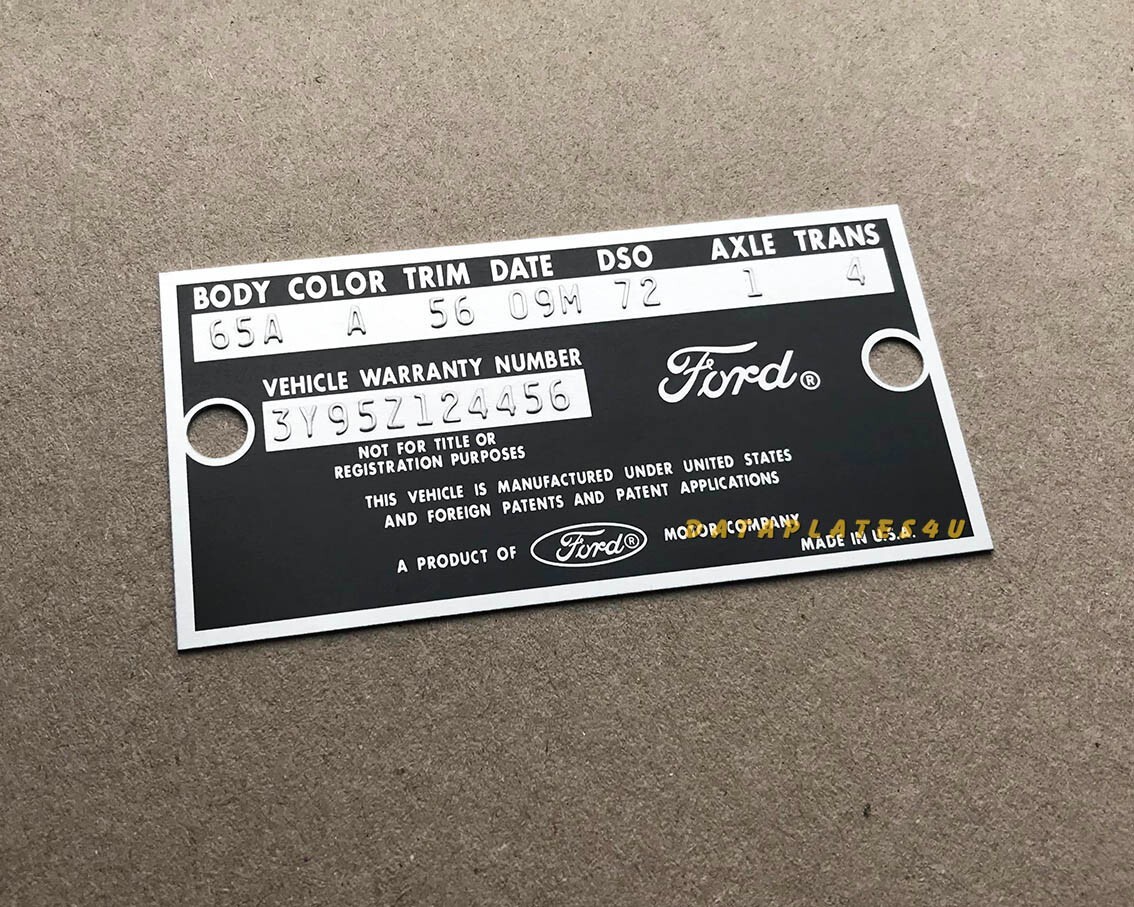 BODY COLOR TRIM DATE DSO AXLE TRANS
65A A 56 09M 72 1 4
VEHICLE WARRANTY NUMBER
3Y95Z124456
Ford®
NOT FOR TITLE OR
REGISTRATION PURPOSES
THIS VEHICLE IS MANUFACTURED UNDER UNITED STATES
AND FOREIGN PATENTS AND PATENT APPLICATIONS
A PRODUCT OF Ford® MOTOR COMPANY
DATAPLATES4U
MADE IN U.S.A.